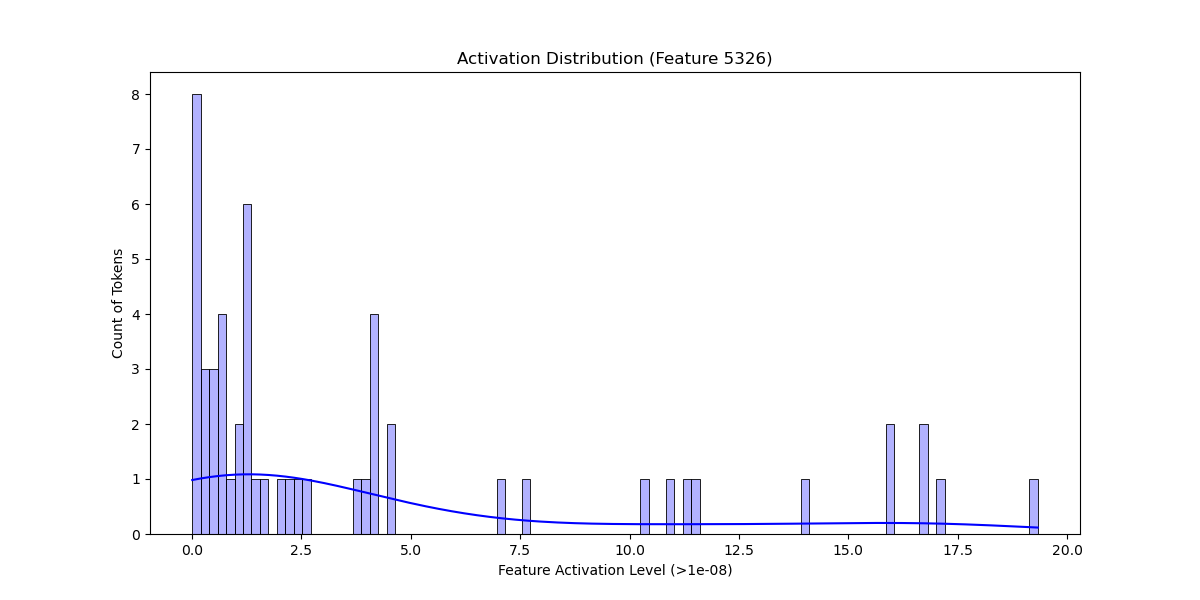 Activation Distribution (Feature 5326)
8
7
6
5
4
3
2
1
0
Count of Tokens
0.0 2.5 5.0 7.5 10.0 12.5 15.0 17.5 20.0
Feature Activation Level (>1e-08)